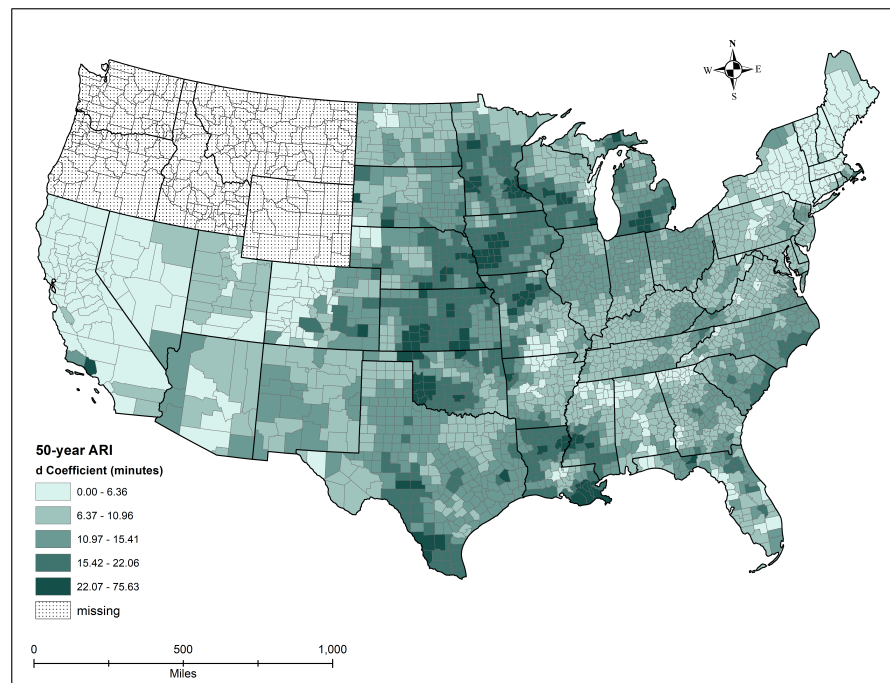 N
W E
S
50-year ARI
d Coefficient (minutes)
0.00 - 6.36
6.37 - 10.96
10.97 - 15.41
15.42 - 22.06
22.07 - 75.63
missing
0 500 1,000
Miles